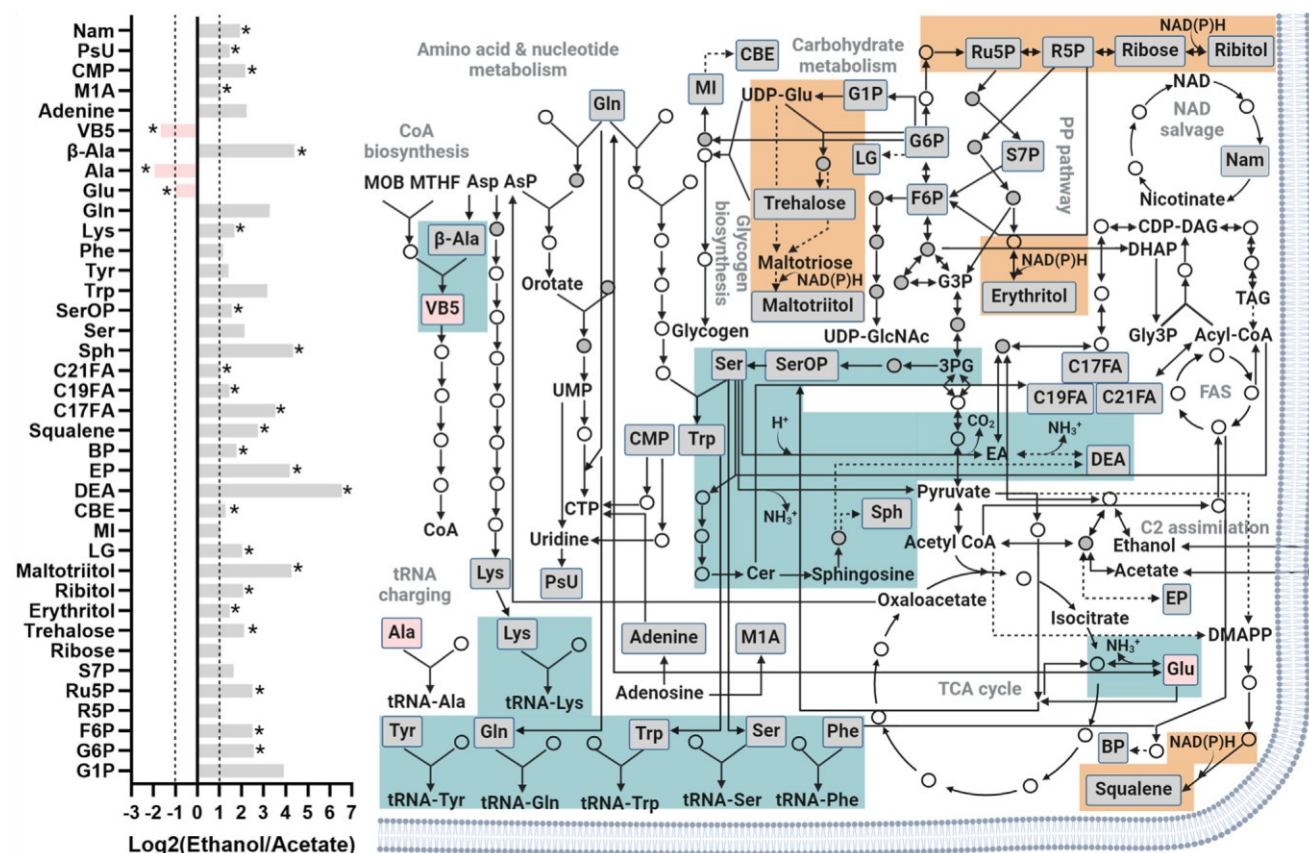 Nam *
PsU *
CMP *
M1A *
Adenine
VB5 *
β-Ala *
Ala *
Glu *
Gln
Lys *
Phe
Tyr
Trp
SerOP *
Ser
Sph *
C21FA *
C19FA *
C17FA *
Squalene *
BP *
EP *
DEA *
CBE *
MI
LG *
Maltotriitol *
Ribitol *
Erythritol *
Trehalose *
Ribose
S7P
Ru5P *
R5P
F6P *
G6P *
G1P
-3 -2 -1 0 1 2 3 4 5 6 7
Log2(Ethanol/Acetate)
Amino acid & nucleotide
metabolism
CoA
biosynthesis
MOB MTHF Asp AsP
β-Ala
VB5
CoA
Gln
Orotate
UMP
CTP
Uridine
PsU
CMP
CBE
MI
Carbohydrate
metabolism
UDP-Glu
G1P
LG
G6P
F6P
Trehalose
Maltotriose
NAD(P)H
Maltotriitol
Glycogen
biosynthesis
Glycogen
UDP-GlcNAc
G3P
Ru5P
R5P
Ribose
NAD(P)H
Ribitol
PP pathway
S7P
NAD(P)H
Erythritol
NAD
NAD
salvage
Nam
Nicotinate
CDP-DAG
DHAP
TAG
Gly3P
Acyl-CoA
FAS
C17FA
C19FA
C21FA
Ser
SerOP
3PG
Trp
H⁺
CO₂
EA
NH₃⁺
DEA
NH₃⁺
Pyruvate
Sph
Acetyl CoA
Cer
Sphingosine
C2 assimilation
Ethanol
Acetate
EP
Oxaloacetate
Isocitrate
DMAPP
NH₃⁺
Glu
TCA cycle
BP
NAD(P)H
Squalene
tRNA
charging
Lys
Ala
tRNA-Ala
Lys
tRNA-Lys
Adenine
M1A
Adenosine
Tyr
Gln
Trp
Ser
Phe
tRNA-Tyr
tRNA-Gln
tRNA-Trp
tRNA-Ser
tRNA-Phe